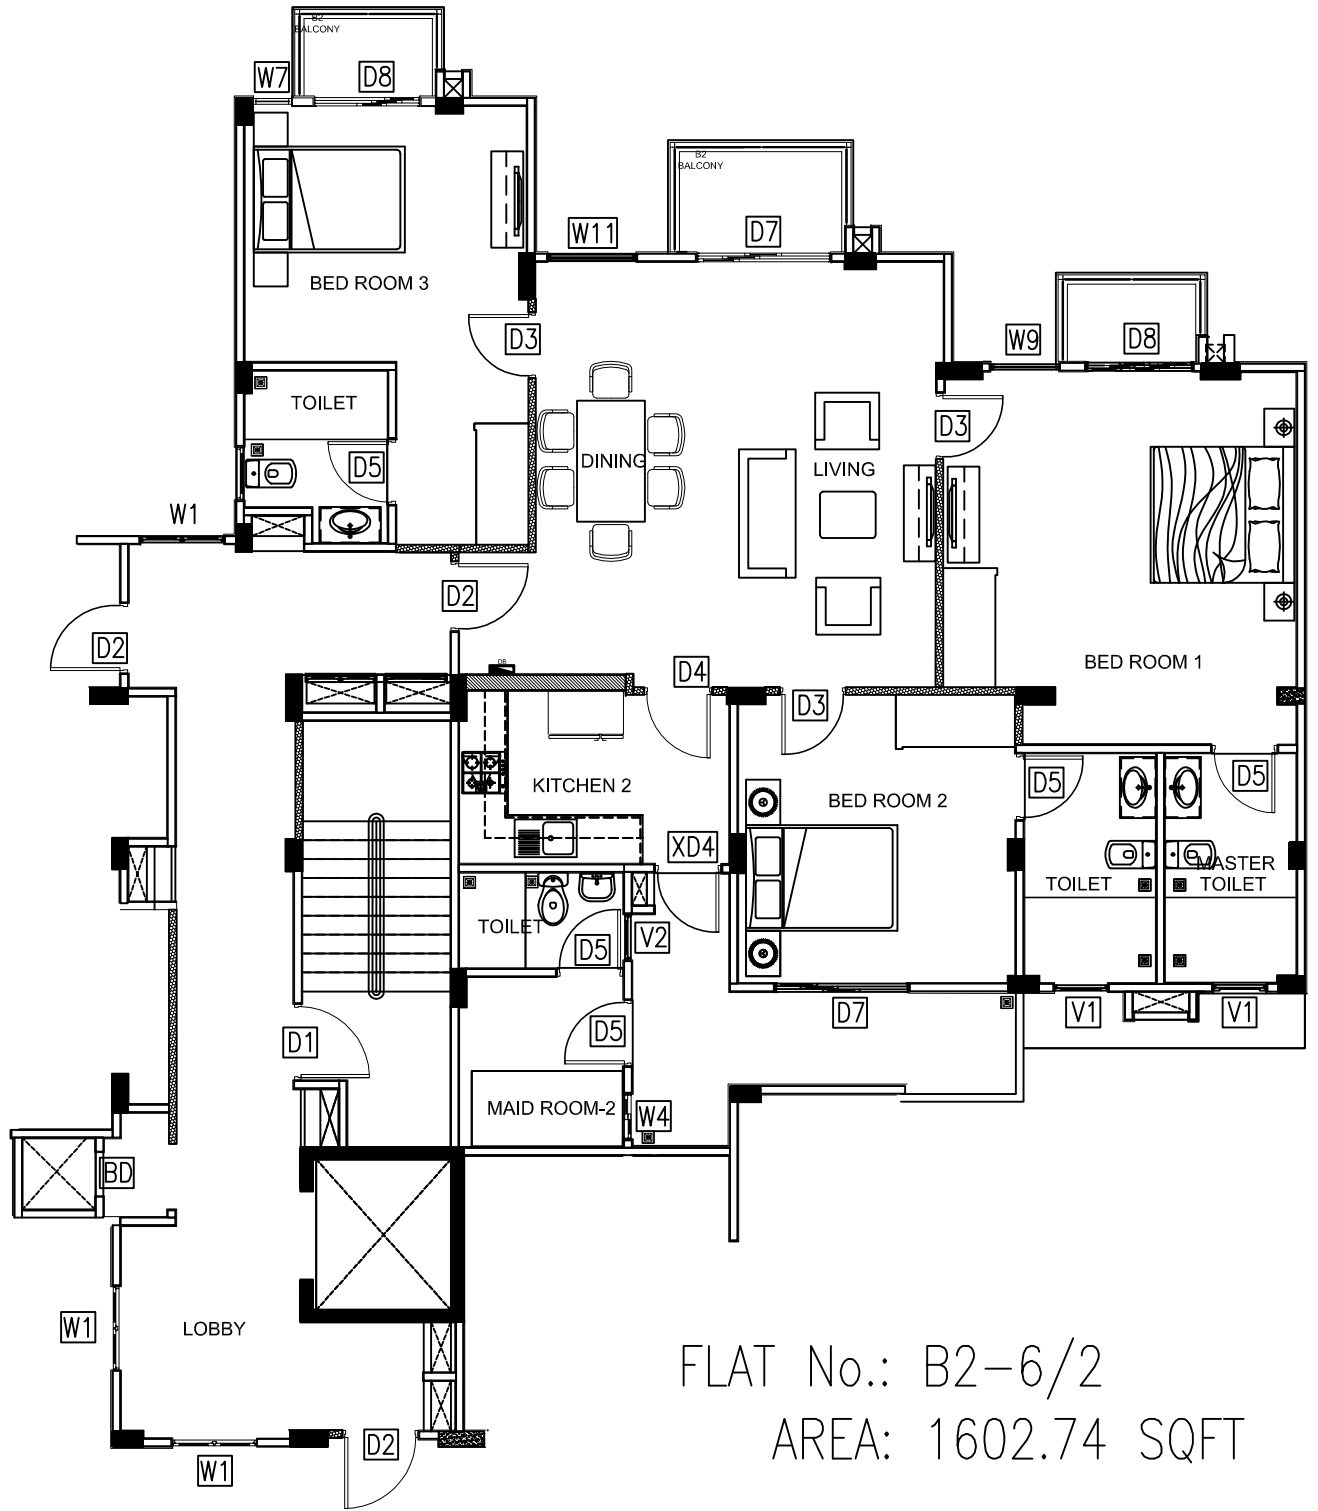 B2
BALCONY
W7
D8
B2
BALCONY
W11
D7
BED ROOM 3
D3
W9
D8
TOILET
D3
DINING
LIVING
D5
W1
D2
D2
BED ROOM 1
DB
D4
D3
KITCHEN 2
BED ROOM 2
D5
D5
XD4
MASTER
TOILET
TOILET
TOILET
V2
D5
D7
V1
V1
D1
D5
MAID ROOM-2
W4
BD
LOBBY
W1
D2
W1
FLAT No.: B2-6/2
AREA: 1602.74 SQFT